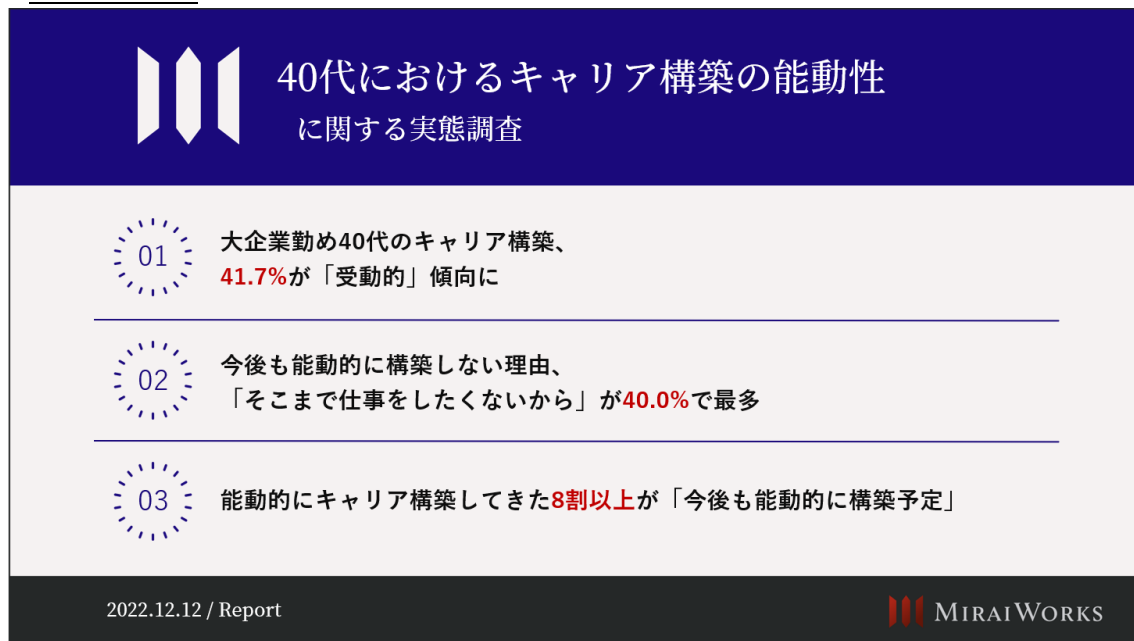 40代におけるキャリア構築の能動性
に関する実態調査
01
大企業勤め40代のキャリア構築、
41.7%が「受動的」傾向に
02
今後も能動的に構築しない理由、
「そこまで仕事をしたくないから」が40.0%で最多
03
能動的にキャリア構築してきた8割以上が「今後も能動的に構築予定」
2022.12.12 / Report
MIRAIWORKS